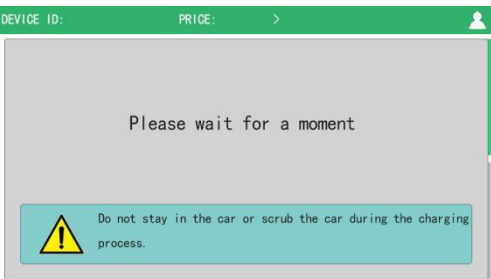 DEVICE ID: PRICE: >
Please wait for a moment
Do not stay in the car or scrub the car during the charging
process.